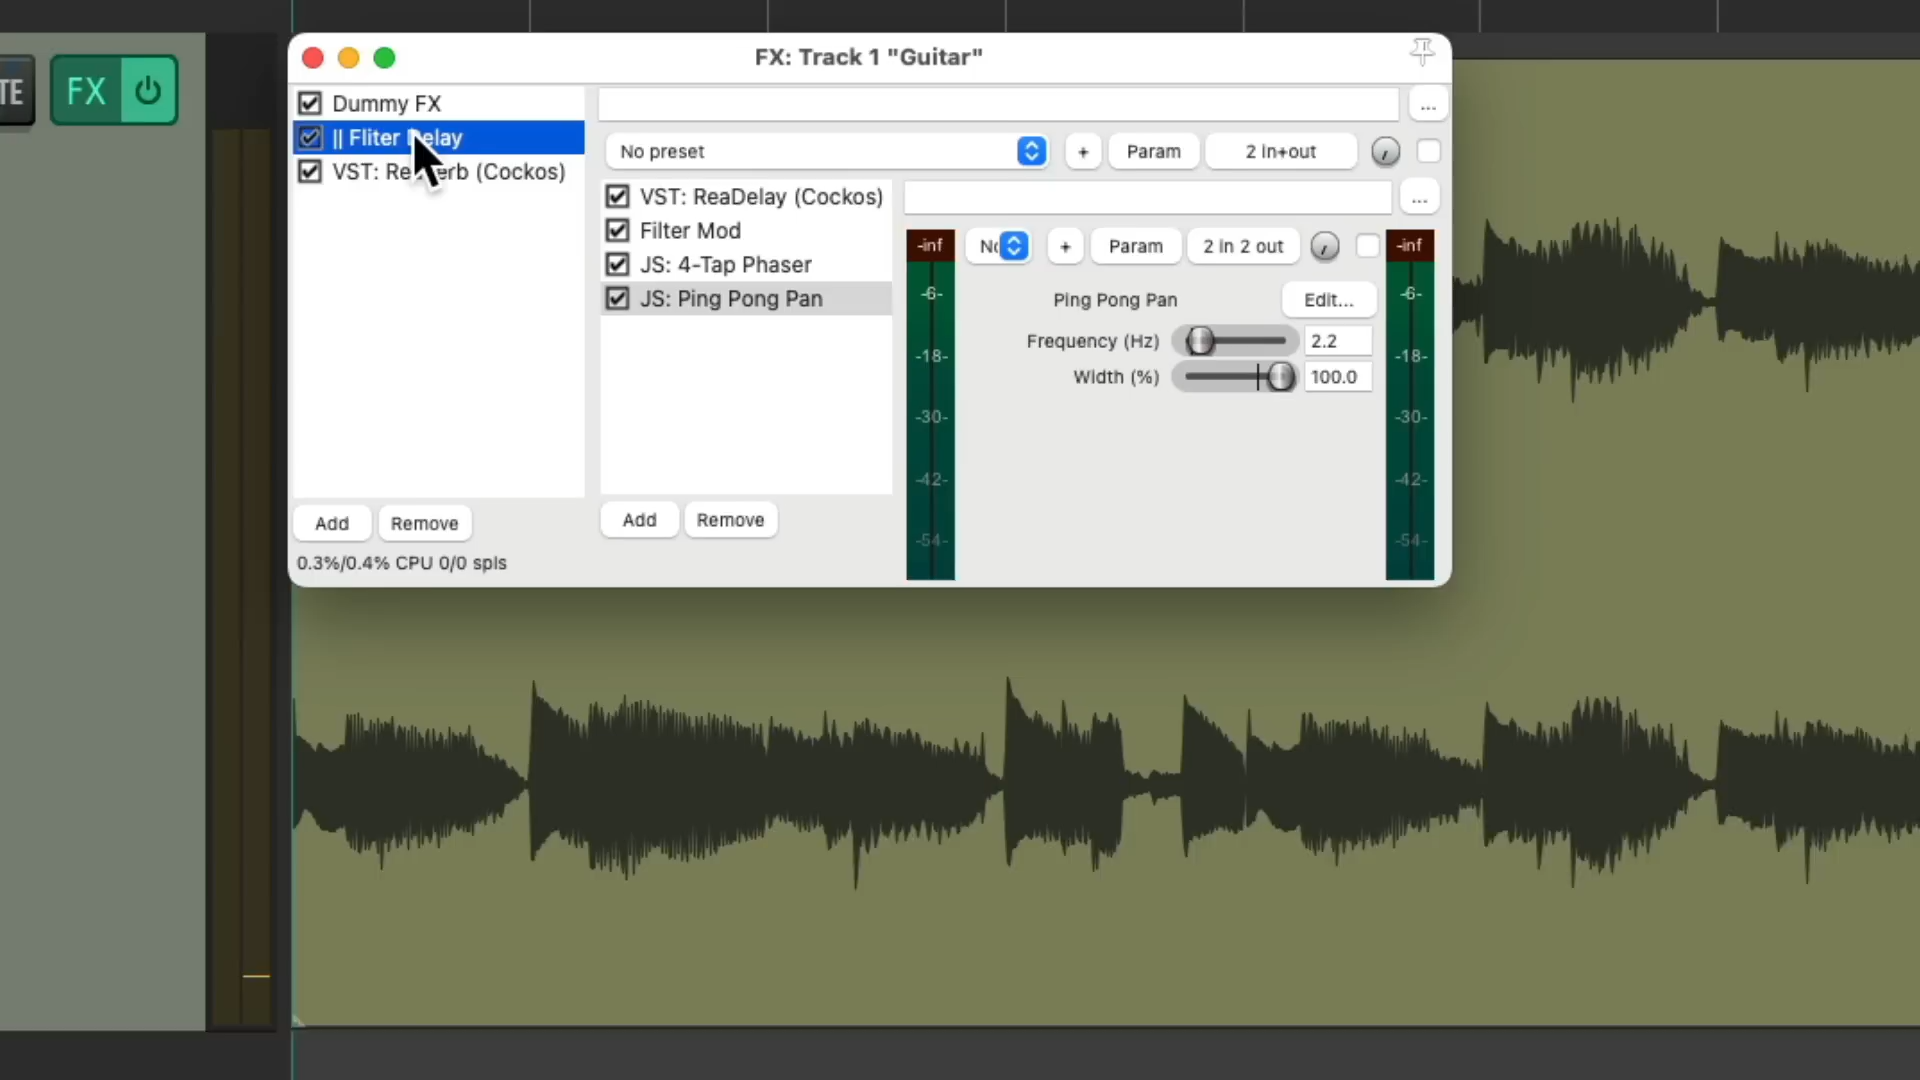 FX: Track 1 "Guitar"
TE
FX
Dummy FX
|| Fliter Delay
VST: ReaVerb (Cockos)
Add
Remove
0.3%/0.4% CPU 0/0 spls
...
No preset
+
Param
2 in+out
VST: ReaDelay (Cockos)
Filter Mod
JS: 4-Tap Phaser
JS: Ping Pong Pan
Add
Remove
...
-inf
No
+
Param
2 in 2 out
-inf
Ping Pong Pan
Edit...
Frequency (Hz)
2.2
Width (%)
100.0
-6-
-18-
-30-
-42-
-54-
-6-
-18-
-30-
-42-
-54-